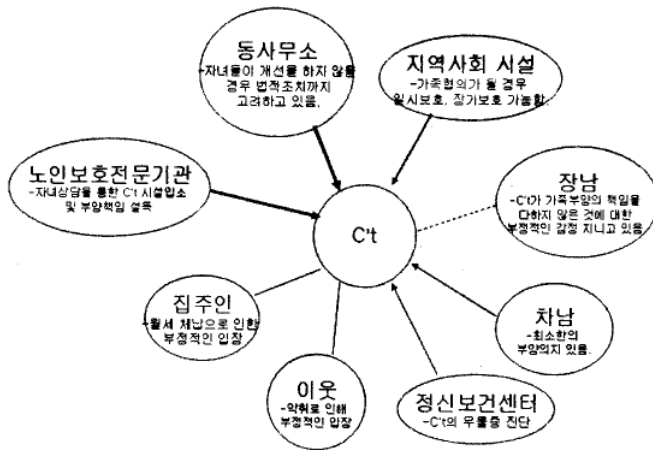 동사무소
-자녀들이 개선을 하지 않을
경우 법적조치까지
고려하고 있음.
지역사회 시설
-가족협의가 될 경우
일시보호, 장기보호 가능함.
노인보호전문기관
-자녀상담을 통한 C't 시설입소
및 부양책임 설득
장남
-C't가 가족부양의 책임을
다하지 않은 것에 대한
부정적인 감정 지니고 있음
C't
집주인
-월세 체납으로 인한
부정적인 입장
차남
-최소한의
부양의지 있음.
이웃
-악취로 인해
부정적인 입장
정신보건센터
-C't의 우울증 진단